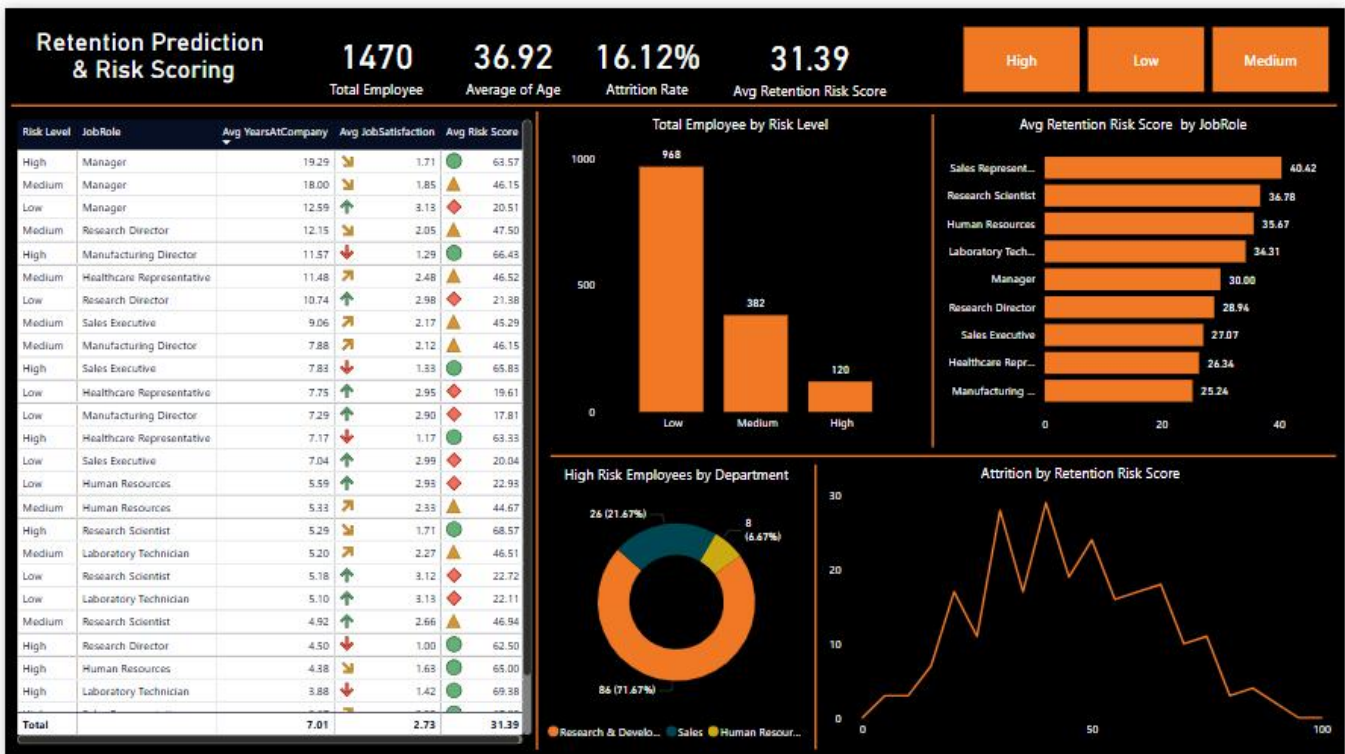 Retention Prediction
& Risk Scoring
1470
Total Employee
36.92
Average of Age
16.12%
Attrition Rate
31.39
Avg Retention Risk Score
High
Low
Medium
Risk Level JobRole Avg YearsAtCompany Avg JobSatisfaction Avg Risk Score
High Manager 19.29 1.71 63.57
Medium Manager 18.00 1.85 46.15
Low Manager 12.59 3.13 20.51
Medium Research Director 12.15 2.05 47.50
High Manufacturing Director 11.57 1.29 66.43
Medium Healthcare Representative 11.48 2.48 46.52
Low Research Director 10.74 2.98 21.38
Medium Sales Executive 9.06 2.17 45.29
Medium Manufacturing Director 7.88 2.12 46.15
High Sales Executive 7.83 1.33 65.83
Low Healthcare Representative 7.75 2.95 19.61
Low Manufacturing Director 7.29 2.90 17.81
High Healthcare Representative 7.17 1.17 63.33
Low Sales Executive 7.04 2.99 20.04
Low Human Resources 5.59 2.93 22.93
Medium Human Resources 5.33 2.33 44.67
High Research Scientist 5.29 1.71 68.57
Medium Laboratory Technician 5.20 2.27 46.51
Low Research Scientist 5.18 3.12 22.72
Low Laboratory Technician 5.10 3.13 22.11
Medium Research Scientist 4.92 2.66 46.94
High Research Director 4.50 1.00 62.50
High Human Resources 4.38 1.63 65.00
High Laboratory Technician 3.88 1.42 69.38
Total 7.01 2.73 31.39
Total Employee by Risk Level
1000
500
0
968
382
120
Low Medium High
Avg Retention Risk Score by JobRole
Sales Represent... 40.42
Research Scientist 36.78
Human Resources 35.67
Laboratory Tech... 34.31
Manager 30.00
Research Director 28.94
Sales Executive 27.07
Healthcare Repr... 26.34
Manufacturing ... 25.24
0 20 40
High Risk Employees by Department
26 (21.67%)
8
(6.67%)
86 (71.67%)
Research & Develo... Sales Human Resour...
Attrition by Retention Risk Score
30
20
10
0
0 50 100